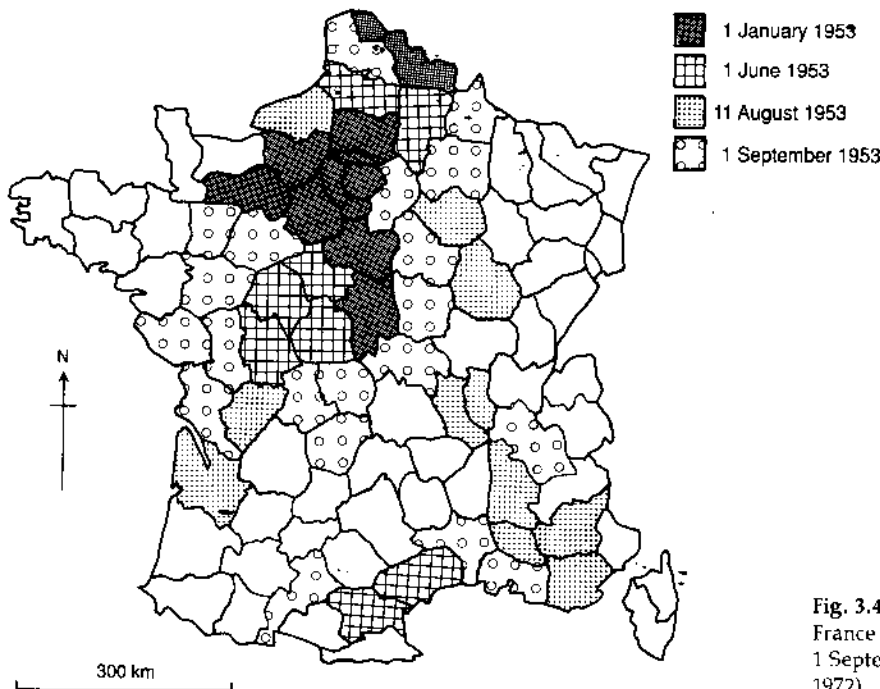 1 January 1953
1 June 1953
11 August 1953
1 September 1953
N
300 km
Fig. 3.4
France
1 Septe
1972)